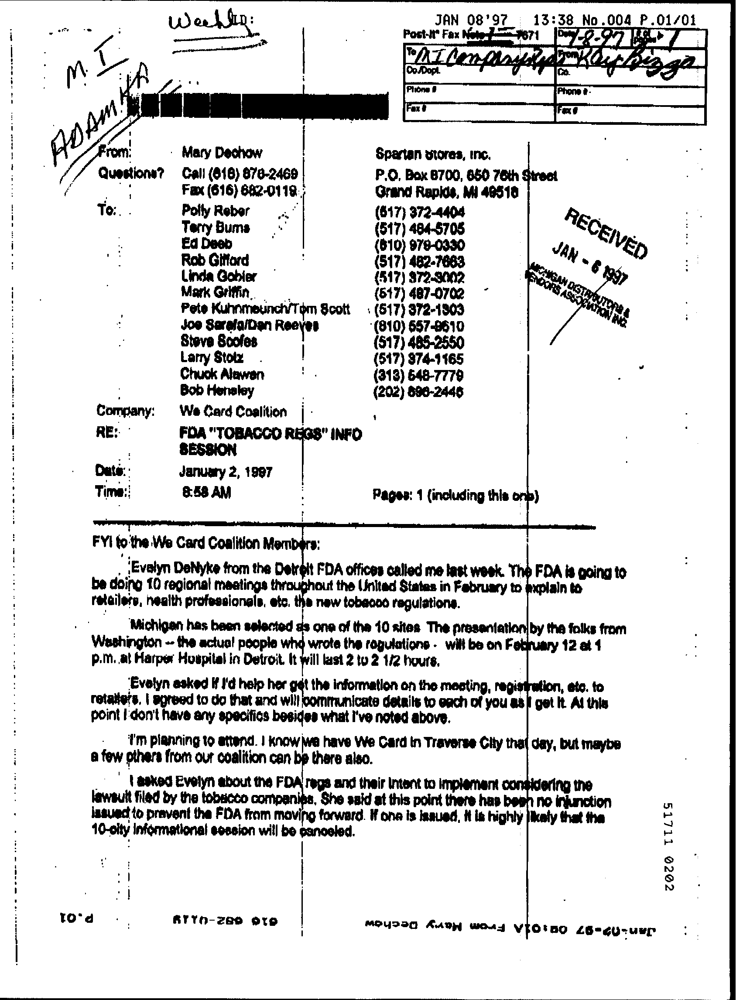 Weekly:
JAN 08'97 13:38 No.004 P.01/01
Post-It® Fax Note 7671
Date 1-8-97
# of pages 1
To
From Ray
Co./Dept.
Co.
Phone #
Phone #
Fax #
Fax #
M. I
From: Mary Dechow Spartan Stores, Inc.
Questions? Call (616) 878-2469 P.O. Box 8700, 850 76th Street
Fax (616) 682-0119 Grand Rapids, MI 49518
To: Polly Reber (517) 372-4404
Terry Burns (517) 484-5705
Ed Deeb (810) 978-0330
Rob Gifford (517) 482-7663
Linda Gobler (517) 372-3002
Mark Griffin (517) 487-0702
Pete Kuhnmeunch/Tom Scott (517) 372-1303
Joe Sarafa/Dan Reeves (810) 557-9610
Steve Scofes (517) 485-2550
Larry Stolz (517) 374-1165
Chuck Alawan (313) 548-7779
Bob Hensley (202) 898-2446
RECEIVED
JAN - 6 1997
MICHIGAN DISTRIBUTORS &
VENDORS ASSOCIATION INC.
Company: We Card Coalition
RE: FDA "TOBACCO REGS" INFO
SESSION
Date: January 2, 1997
Time: 8:58 AM Pages: 1 (including this one)
FYI to the We Card Coalition Members:
Evelyn DeNyke from the Detroit FDA offices called me last week. The FDA is going to
be doing 10 regional meetings throughout the United States in February to explain to
retailers, health professionals, etc. the new tobacco regulations.
Michigan has been selected as one of the 10 sites The presentation by the folks from
Washington -- the actual people who wrote the regulations - will be on February 12 at 1
p.m. at Harper Hospital in Detroit. It will last 2 to 2 1/2 hours.
Evelyn asked if I'd help her get the information on the meeting, registration, etc. to
retailers. I agreed to do that and will communicate details to each of you as I get it. At this
point I don't have any specifics besides what I've noted above.
I'm planning to attend. I know we have We Card in Traverse City that day, but maybe
a few others from our coalition can be there also.
I asked Evelyn about the FDA regs and their intent to implement considering the
lawsuit filed by the tobacco companies. She said at this point there has been no injunction
issued to prevent the FDA from moving forward. If one is issued, it is highly likely that the
10-city informational session will be canceled.
51711 0202
Jan-02-97 09:01A From Mary Dechow 616 682-0119 P.01